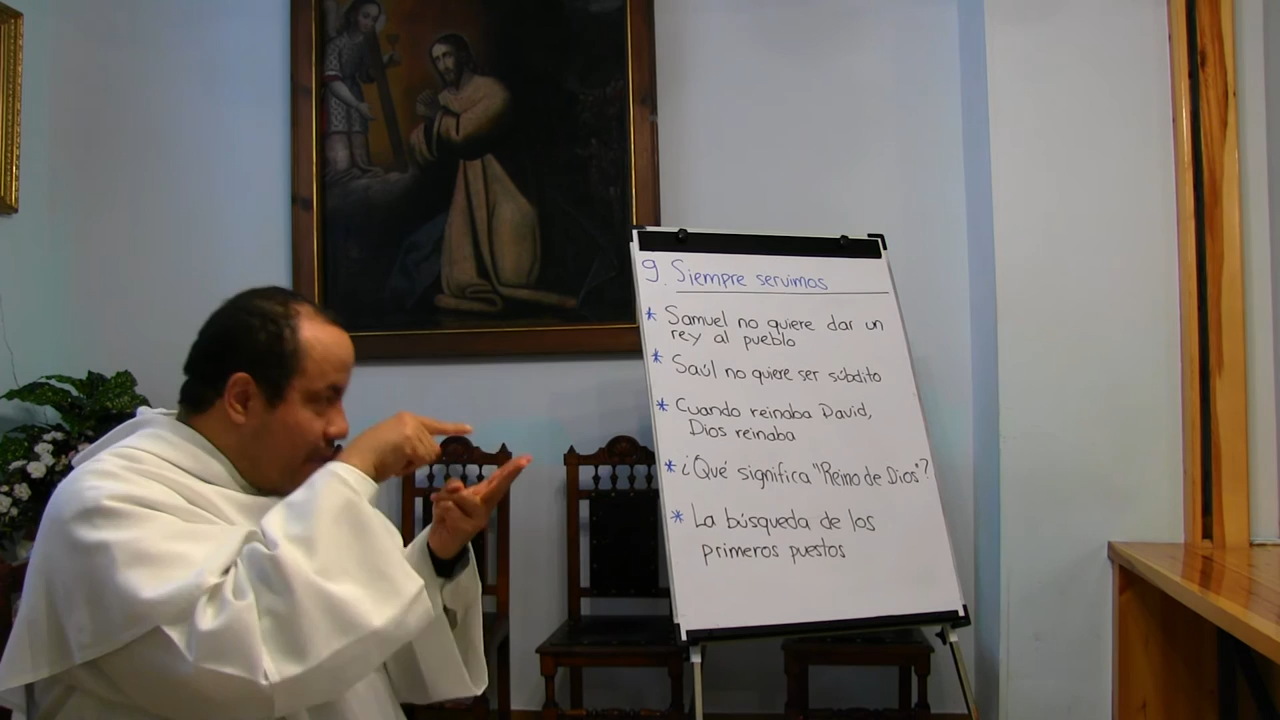 9. Siempre servimos
* Samuel no quiere dar un
rey al pueblo
* Saúl no quiere ser súbdito
* Cuando reinaba David,
Dios reinaba
* ¿Qué significa "Reino de Dios"?
* La búsqueda de los
primeros puestos